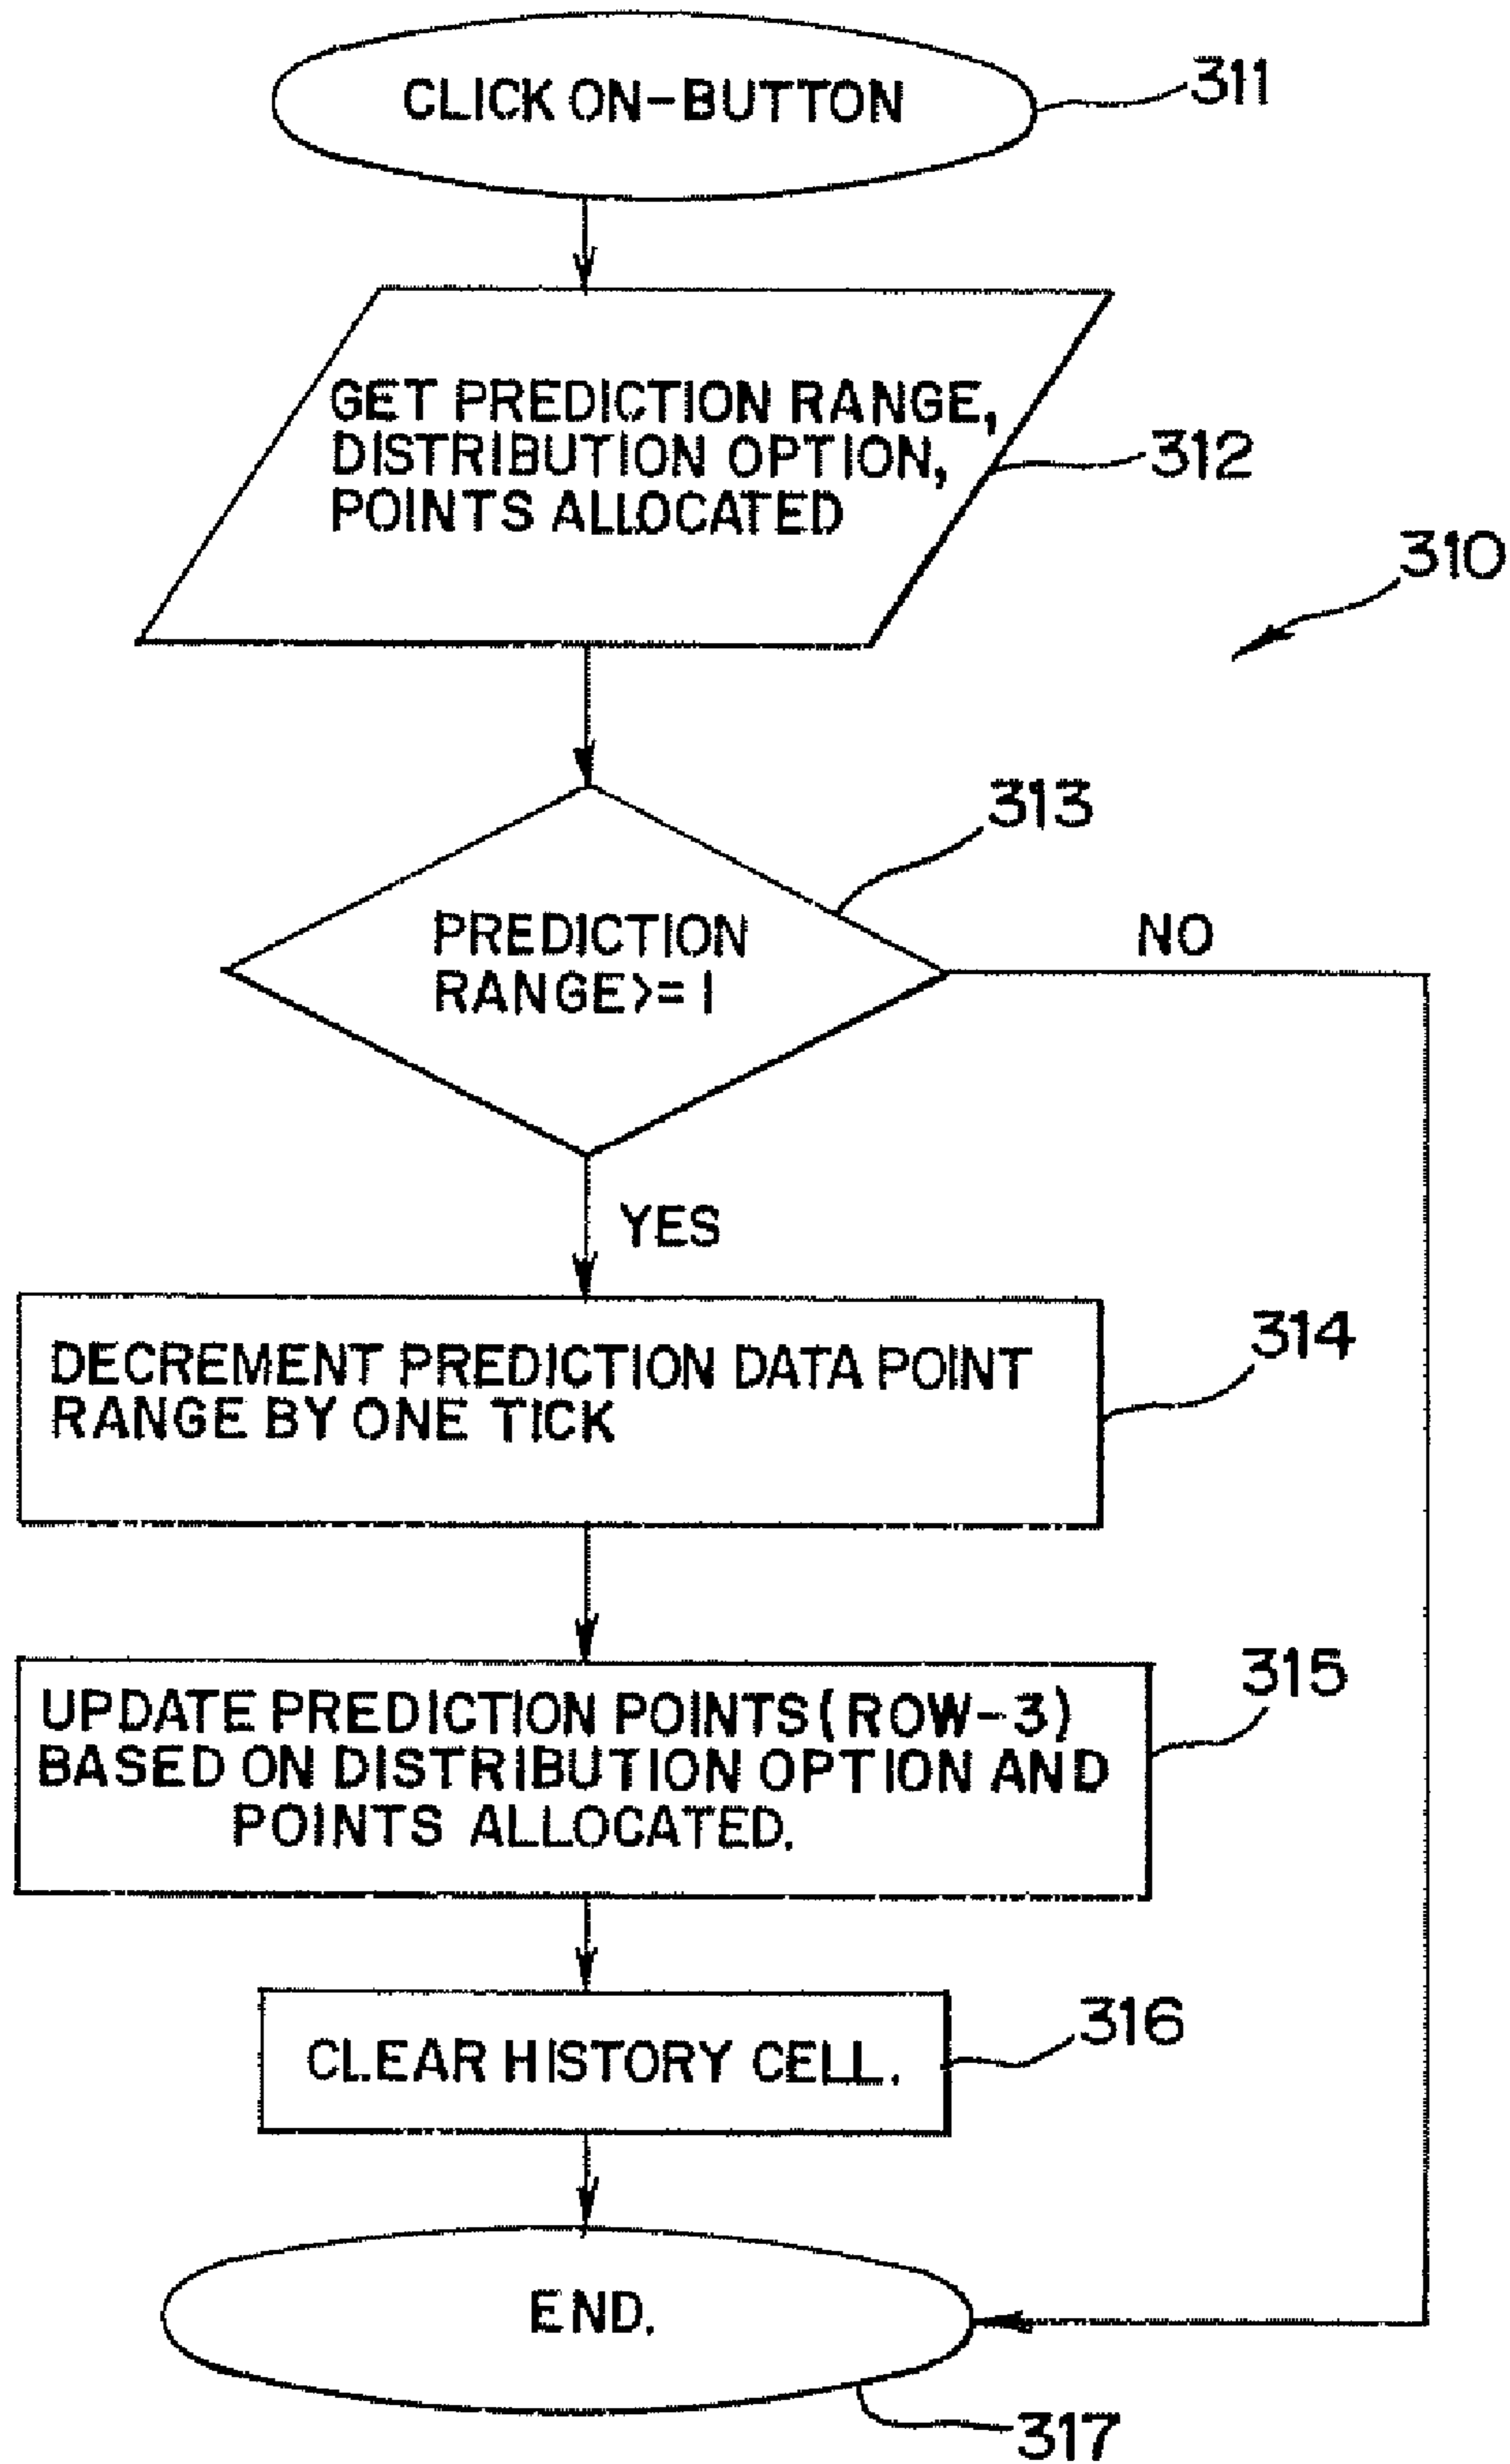 CLICK ON-BUTTON
311
GET PREDICTION RANGE,
DISTRIBUTION OPTION,
POINTS ALLOCATED
312
310
313
PREDICTION
RANGE>= 1
NO
YES
314
DECREMENT PREDICTION DATA POINT
RANGE BY ONE TICK
315
UPDATE PREDICTION POINTS (ROW-3)
BASED ON DISTRIBUTION OPTION AND
POINTS ALLOCATED.
316
CLEAR HISTORY CELL.
END.
317